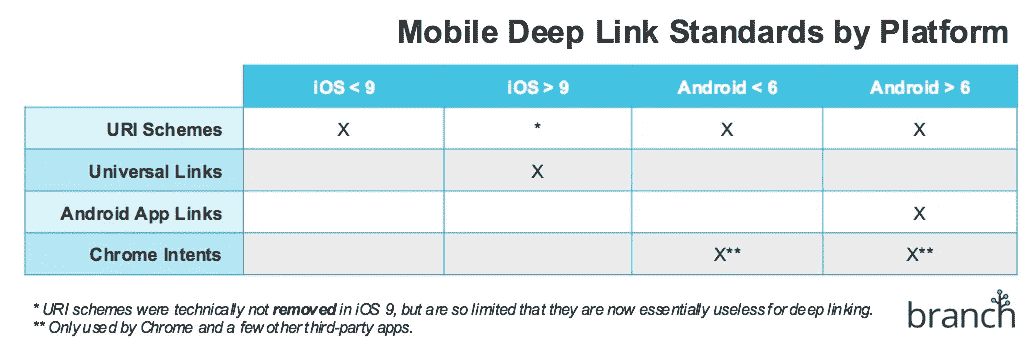 Mobile Deep Link Standards by Platform
iOS < 9 iOS > 9 Android < 6 Android > 6
URI Schemes X * X X
Universal Links X
Android App Links X
Chrome Intents X** X**
* URI schemes were technically not removed in iOS 9, but are so limited that they are now essentially useless for deep linking.
** Only used by Chrome and a few other third-party apps.
branch